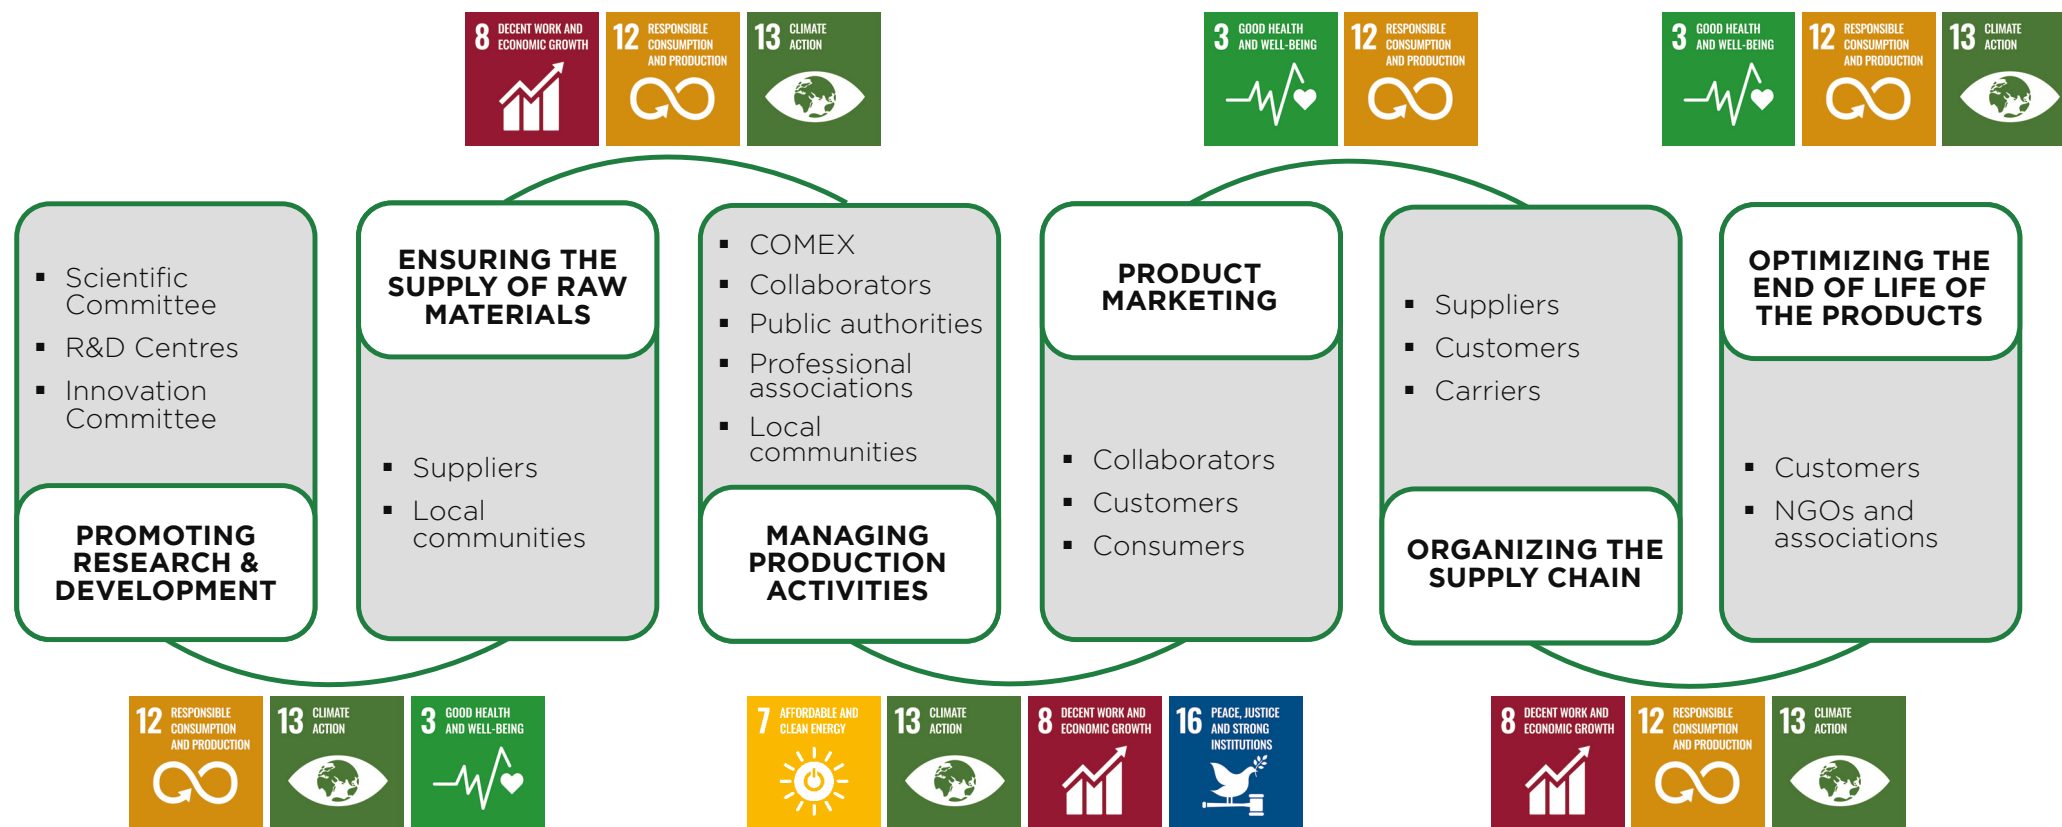 8 DECENT WORK AND
ECONOMIC GROWTH
12 RESPONSIBLE
CONSUMPTION
AND PRODUCTION
13 CLIMATE
ACTION
3 GOOD HEALTH
AND WELL-BEING
12 RESPONSIBLE
CONSUMPTION
AND PRODUCTION
3 GOOD HEALTH
AND WELL-BEING
12 RESPONSIBLE
CONSUMPTION
AND PRODUCTION
13 CLIMATE
ACTION
▪ Scientific
Committee
▪ R&D Centres
▪ Innovation
Committee
PROMOTING
RESEARCH &
DEVELOPMENT
ENSURING THE
SUPPLY OF RAW
MATERIALS
▪ Suppliers
▪ Local
communities
▪ COMEX
▪ Collaborators
▪ Public authorities
▪ Professional
associations
▪ Local
communities
MANAGING
PRODUCTION
ACTIVITIES
PRODUCT
MARKETING
▪ Collaborators
▪ Customers
▪ Consumers
▪ Suppliers
▪ Customers
▪ Carriers
ORGANIZING THE
SUPPLY CHAIN
OPTIMIZING THE
END OF LIFE OF
THE PRODUCTS
▪ Customers
▪ NGOs and
associations
12 RESPONSIBLE
CONSUMPTION
AND PRODUCTION
13 CLIMATE
ACTION
3 GOOD HEALTH
AND WELL-BEING
7 AFFORDABLE AND
CLEAN ENERGY
13 CLIMATE
ACTION
8 DECENT WORK AND
ECONOMIC GROWTH
16 PEACE, JUSTICE
AND STRONG
INSTITUTIONS
8 DECENT WORK AND
ECONOMIC GROWTH
12 RESPONSIBLE
CONSUMPTION
AND PRODUCTION
13 CLIMATE
ACTION